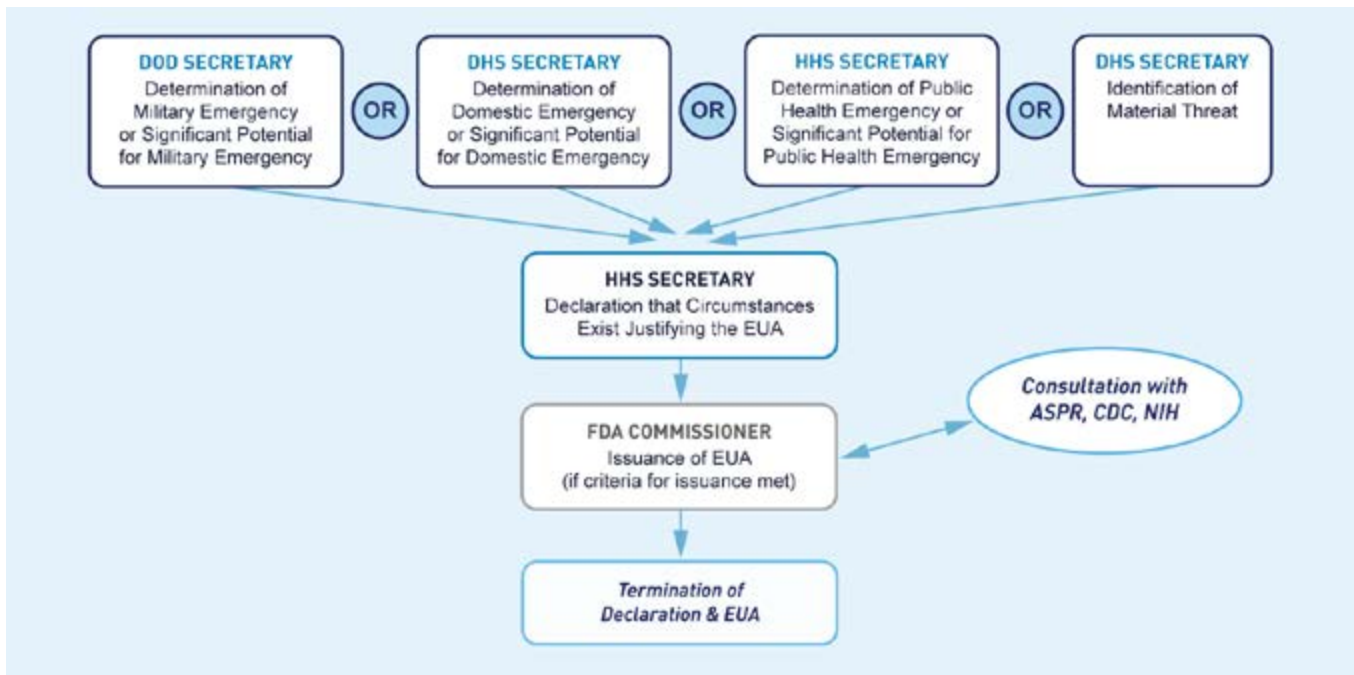 DOD SECRETARY
Determination of
Military Emergency
or Significant Potential
for Military Emergency
OR
DHS SECRETARY
Determination of
Domestic Emergency
or Significant Potential
for Domestic Emergency
OR
HHS SECRETARY
Determination of Public
Health Emergency or
Significant Potential for
Public Health Emergency
OR
DHS SECRETARY
Identification of
Material Threat
HHS SECRETARY
Declaration that Circumstances
Exist Justifying the EUA
FDA COMMISSIONER
Issuance of EUA
(if criteria for issuance met)
Consultation with
ASPR, CDC, NIH
Termination of
Declaration & EUA